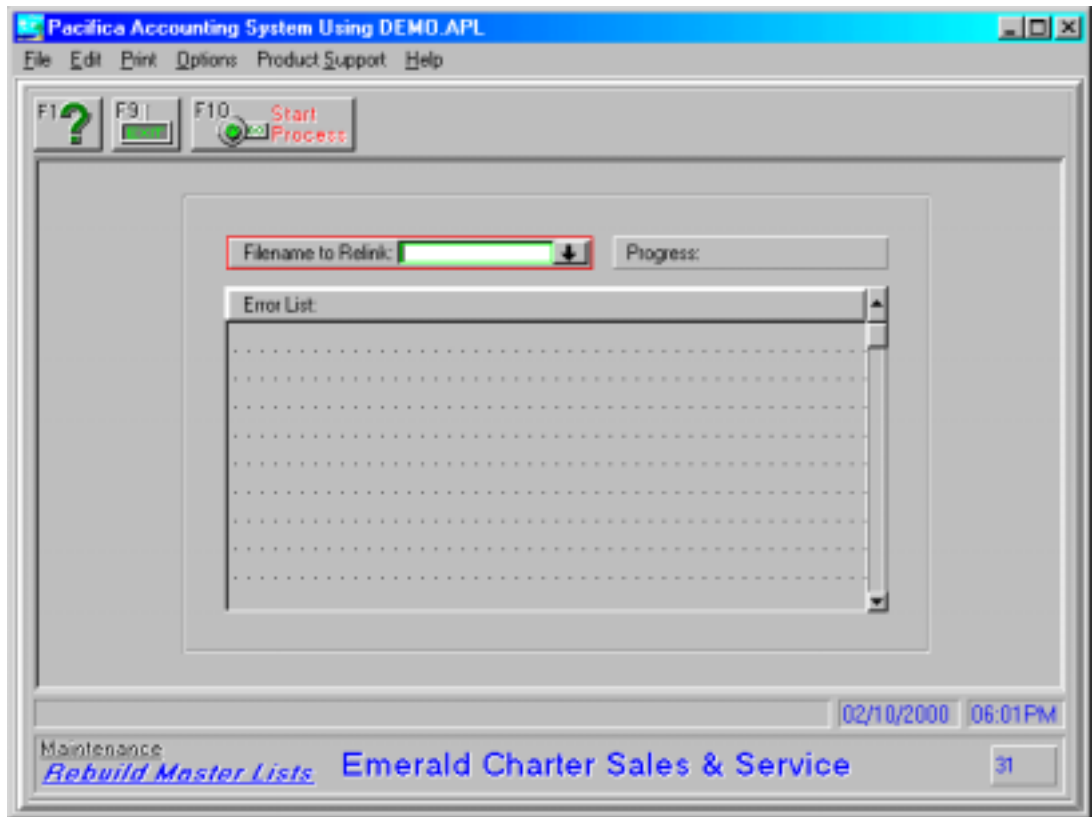 Pacifica Accounting System Using DEMO.APL
File Edit Print Options Product Support Help
F1 ? F9 EXIT F10 GO Start Process
Filename to Relink: Progress:
Error List:
02/10/2000 06:01PM
Maintenance
Rebuild Master Lists Emerald Charter Sales & Service 31